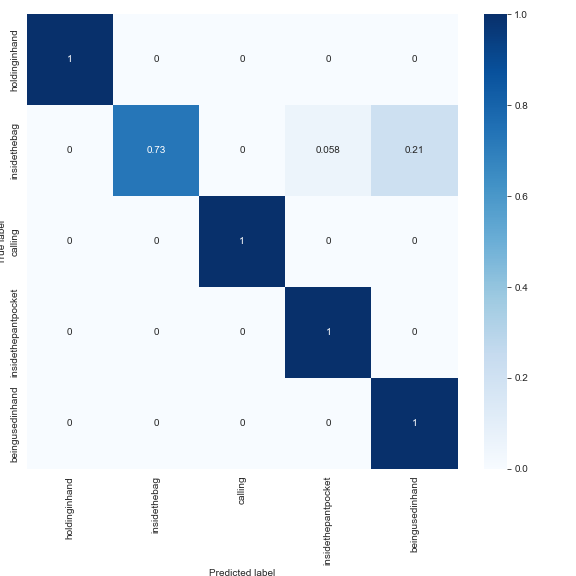 holdinginhand
1 0 0 0 0
insidethebag
0 0.73 0 0.058 0.21
True label
calling
0 0 1 0 0
insidethepantpocket
0 0 0 1 0
beingusedinhand
0 0 0 0 1
holdinginhand
insidethebag
calling
insidethepantpocket
beingusedinhand
Predicted label
1.0
0.8
0.6
0.4
0.2
0.0